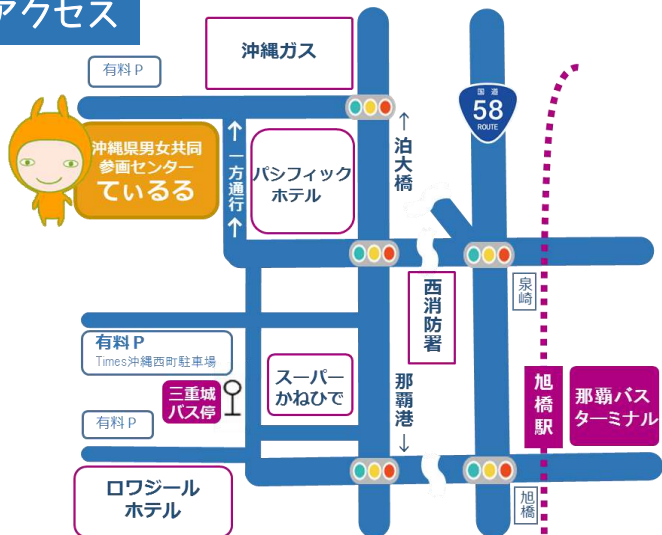 アクセス
沖縄ガス
有料P
国道
58
ROUTE
沖縄県男女共同
参画センター
てぃるる
↑一方通行↑
パシフィック
ホテル
↑泊大橋
西消防署
泉崎
有料P
Times沖縄西町駐車場
三重城
バス停
スーパー
かねひで
那覇港↓
旭橋駅
那覇バス
ターミナル
有料P
ロワジール
ホテル
旭橋